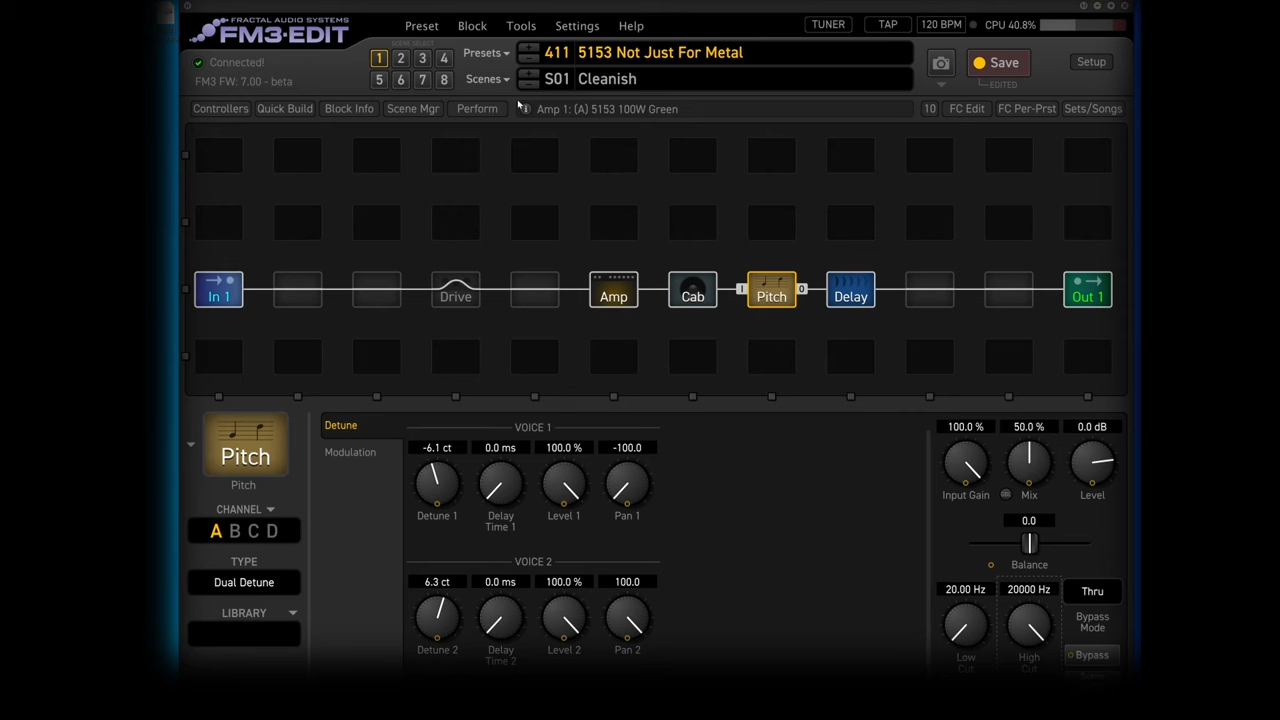 FRACTAL AUDIO SYSTEMS
FM3-EDIT
Preset Block Tools Settings Help
TUNER TAP 120 BPM CPU 40.8%
Connected!
FM3 FW: 7.00 - beta
SCENE SELECT
1 2 3 4
5 6 7 8
Presets 411 5153 Not Just For Metal
Scenes S01 Cleanish
Save
EDITED
Setup
Controllers Quick Build Block Info Scene Mgr Perform
Amp 1: (A) 5153 100W Green
10 FC Edit FC Per-Prst Sets/Songs
In 1 Drive Amp Cab I Pitch O Delay Out 1
Pitch
Pitch
CHANNEL
A B C D
TYPE
Dual Detune
LIBRARY
Detune
Modulation
VOICE 1
-6.1 ct 0.0 ms 100.0 % -100.0
Detune 1 Delay Time 1 Level 1 Pan 1
VOICE 2
6.3 ct 0.0 ms 100.0 % 100.0
Detune 2 Delay Time 2 Level 2 Pan 2
100.0 % 50.0 % 0.0 dB
Input Gain Mix Level
0.0
Balance
20.00 Hz 20000 Hz Thru
Bypass Mode
Low Cut High Cut Bypass